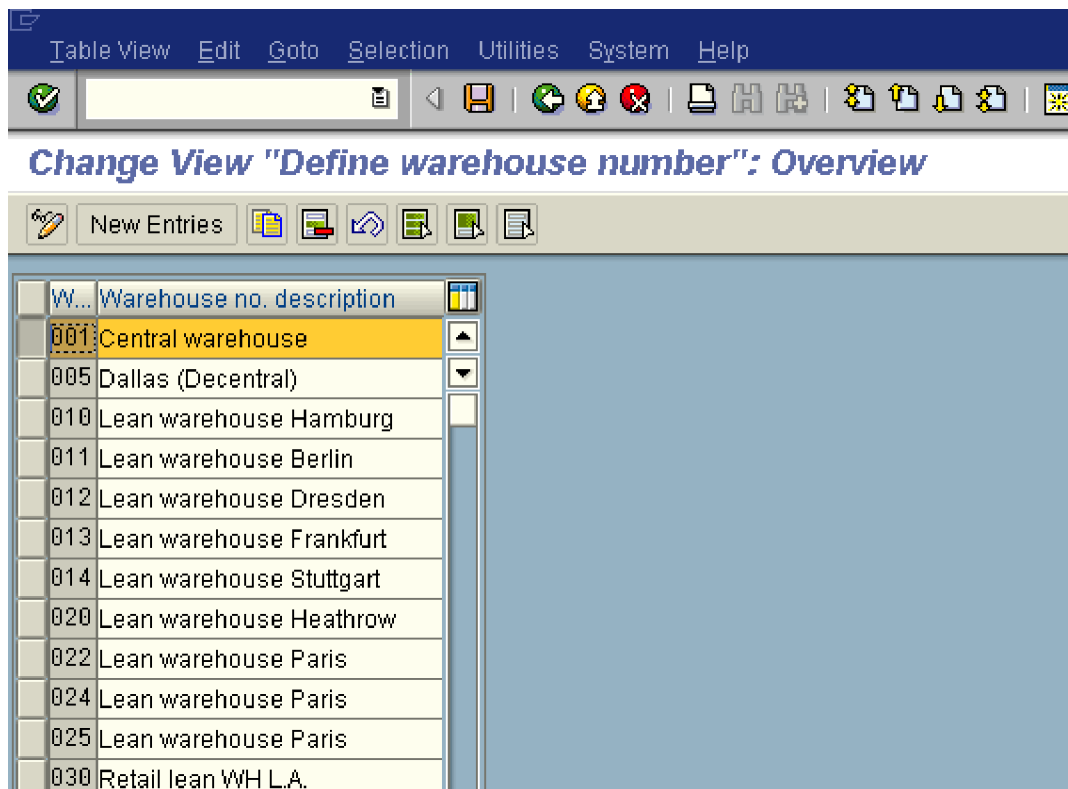 Table View Edit Goto Selection Utilities System Help
Change View "Define warehouse number": Overview
New Entries
W... Warehouse no. description
001 Central warehouse
005 Dallas (Decentral)
010 Lean warehouse Hamburg
011 Lean warehouse Berlin
012 Lean warehouse Dresden
013 Lean warehouse Frankfurt
014 Lean warehouse Stuttgart
020 Lean warehouse Heathrow
022 Lean warehouse Paris
024 Lean warehouse Paris
025 Lean warehouse Paris
030 Retail lean WH L.A.